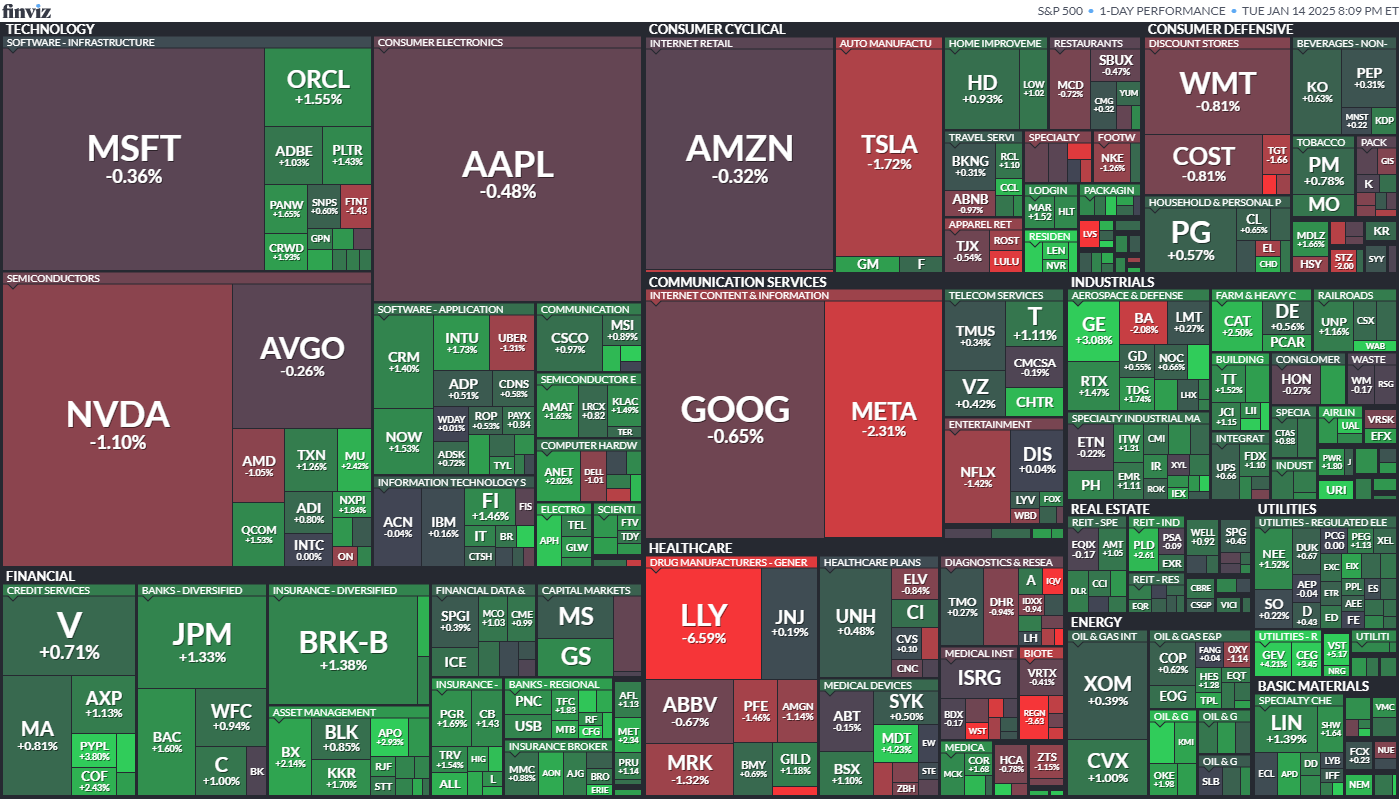 finviz
S&P 500 • 1-DAY PERFORMANCE • TUE JAN 14 2025 8:09 PM ET
TECHNOLOGY
SOFTWARE - INFRASTRUCTURE
MSFT
-0.36%
ORCL
+1.55%
ADBE
+1.03%
PLTR
+1.43%
PANW
+1.65%
SNPS
+0.60%
FTNT
-1.43
CRWD
+1.93%
GPN
CONSUMER ELECTRONICS
AAPL
-0.48%
SEMICONDUCTORS
NVDA
-1.10%
AVGO
-0.26%
AMD
-1.05%
TXN
+1.26%
MU
+2.42%
QCOM
+1.53%
ADI
+0.80%
NXPI
+1.84%
INTC
0.00%
ON
SOFTWARE - APPLICATION
CRM
+1.40%
INTU
+1.73%
UBER
-1.31%
ADP
+0.51%
CDNS
+0.58%
NOW
+1.53%
WDAY
+0.01%
ROP
+0.53%
PAYX
+0.84
ADSK
+0.72%
TYL
INFORMATION TECHNOLOGY S
ACN
-0.04%
IBM
+0.16%
FI
+1.46%
FIS
IT
BR
CTSH
COMMUNICATION
CSCO
+0.97%
MSI
+0.89%
SEMICONDUCTOR E
AMAT
+1.63%
LRCX
+0.82
KLAC
+1.49%
TER
COMPUTER HARDW
ANET
+2.02%
DELL
-1.01
ELECTRO
APH
TEL
GLW
SCIENTI
FTV
TDY
CONSUMER CYCLICAL
INTERNET RETAIL
AMZN
-0.32%
AUTO MANUFACTU
TSLA
-1.72%
GM
F
HOME IMPROVEME
HD
+0.93%
LOW
+1.02
RESTAURANTS
MCD
-0.72%
SBUX
-0.47%
CMG
+0.32
YUM
TRAVEL SERVI
BKNG
+0.31%
RCL
+1.10
CCL
ABNB
-0.97%
SPECIALTY
FOOTW
NKE
-1.26%
LODGIN
MAR
+1.52
HLT
PACKAGIN
APPAREL RET
TJX
-0.54%
ROST
LULU
RESIDEN
LEN
NVR
LVS
CONSUMER DEFENSIVE
DISCOUNT STORES
WMT
-0.81%
COST
-0.81%
TGT
-1.66
BEVERAGES - NON-
KO
+0.63%
PEP
+0.31%
MNST
+0.22
KDP
TOBACCO
PM
+0.78%
MO
PACK
GIS
K
HOUSEHOLD & PERSONAL P
PG
+0.57%
CL
+0.65%
EL
CHD
MDLZ
+1.66%
HSY
STZ
-2.00
KR
SYY
COMMUNICATION SERVICES
INTERNET CONTENT & INFORMATION
GOOG
-0.65%
META
-2.31%
TELECOM SERVICES
TMUS
+0.34%
T
+1.11%
CMCSA
-0.19%
VZ
+0.42%
CHTR
ENTERTAINMENT
NFLX
-1.42%
DIS
+0.04%
LYV
FOX
WBD
INDUSTRIALS
AEROSPACE & DEFENSE
GE
+3.08%
BA
-2.08%
LMT
+0.27%
RTX
+1.47%
GD
+0.55%
NOC
+0.66%
TDG
+1.74%
LHX
FARM & HEAVY C
CAT
+2.50%
DE
+0.56%
PCAR
RAILROADS
UNP
+1.16%
CSX
WAB
BUILDING
TT
+1.52%
JCI
+1.15
LII
CONGLOMER
HON
-0.27%
WASTE
WM
-0.17
RSG
SPECIALTY INDUSTRIAL MA
ETN
-0.22%
ITW
+1.31
CMI
PH
EMR
+1.11
IR
XYL
ROK
IEX
INTEGRAT
UPS
+0.66
FDX
+1.10
SPECIA
CTAS
+0.88
AIRLIN
UAL
VRSK
EFX
INDUST
PWR
+1.80
J
URI
FINANCIAL
CREDIT SERVICES
V
+0.71%
MA
+0.81%
AXP
+1.13%
PYPL
+3.80%
COF
+2.43%
BANKS - DIVERSIFIED
JPM
+1.33%
BAC
+1.60%
WFC
+0.94%
C
+1.00%
BK
INSURANCE - DIVERSIFIED
BRK-B
+1.38%
ASSET MANAGEMENT
BX
+2.14%
BLK
+0.85%
APO
+2.93%
KKR
+1.70%
RJF
STT
FINANCIAL DATA &
SPGI
+0.39%
MCO
+1.03
CME
+0.99
ICE
CAPITAL MARKETS
MS
GS
INSURANCE -
PGR
+1.69%
CB
+1.43
TRV
+1.54%
HIG
ALL
L
BANKS - REGIONAL
PNC
TFC
+1.83
USB
MTB
RF
CFG
INSURANCE BROKER
MMC
+0.88%
AON
AJG
BRO
ERIE
AFL
+1.13
MET
+2.34
PRU
+1.14
HEALTHCARE
DRUG MANUFACTURERS - GENER
LLY
-6.59%
JNJ
+0.19%
ABBV
-0.67%
PFE
-1.46%
AMGN
-1.14%
MRK
-1.32%
BMY
+0.69%
GILD
+1.18%
HEALTHCARE PLANS
UNH
+0.48%
ELV
-0.84%
CI
CVS
+0.10
CNC
MEDICAL DEVICES
ABT
-0.15%
SYK
+0.50%
MDT
+4.23%
EW
BSX
+1.10%
STE
ZBH
DIAGNOSTICS & RESEA
TMO
+0.27%
DHR
-0.94%
A
IQV
IDXX
-0.94
LH
MEDICAL INST
ISRG
BDX
-0.17
WST
BIOTE
VRTX
-0.41%
REGN
-3.63
MEDICA
MCK
COR
+1.68
HCA
-0.78%
ZTS
-1.15%
REAL ESTATE
REIT - SPE
EQIX
-0.17
AMT
+1.05
DLR
CCI
REIT - IND
PLD
+2.61
PSA
-0.09
EXR
REIT - RES
EQR
WELL
+0.92
SPG
+0.45
CBRE
CSGP
VICI
UTILITIES
UTILITIES - REGULATED ELE
NEE
+1.52%
DUK
+0.67
PCG
0.00
PEG
+1.13
XEL
EXC
EIX
SO
+0.22%
AEP
-0.04
ETR
PPL
ES
D
+0.43
AEE
ED
FE
UTILITIES - R
GEV
+4.21%
CEG
+3.45
VST
+5.17
NRG
UTILITI
ENERGY
OIL & GAS INT
XOM
+0.39%
CVX
+1.00%
OIL & GAS E&P
COP
+0.62%
FANG
+0.04
OXY
-1.14
EOG
HES
+1.28
EQT
TPL
OIL & G
KMI
OKE
+1.98
OIL & G
OIL & G
SLB
BASIC MATERIALS
SPECIALTY CHE
LIN
+1.39%
SHW
+1.64
ECL
APD
DD
LYB
IFF
VMC
FCX
+0.23
NUE
NEM